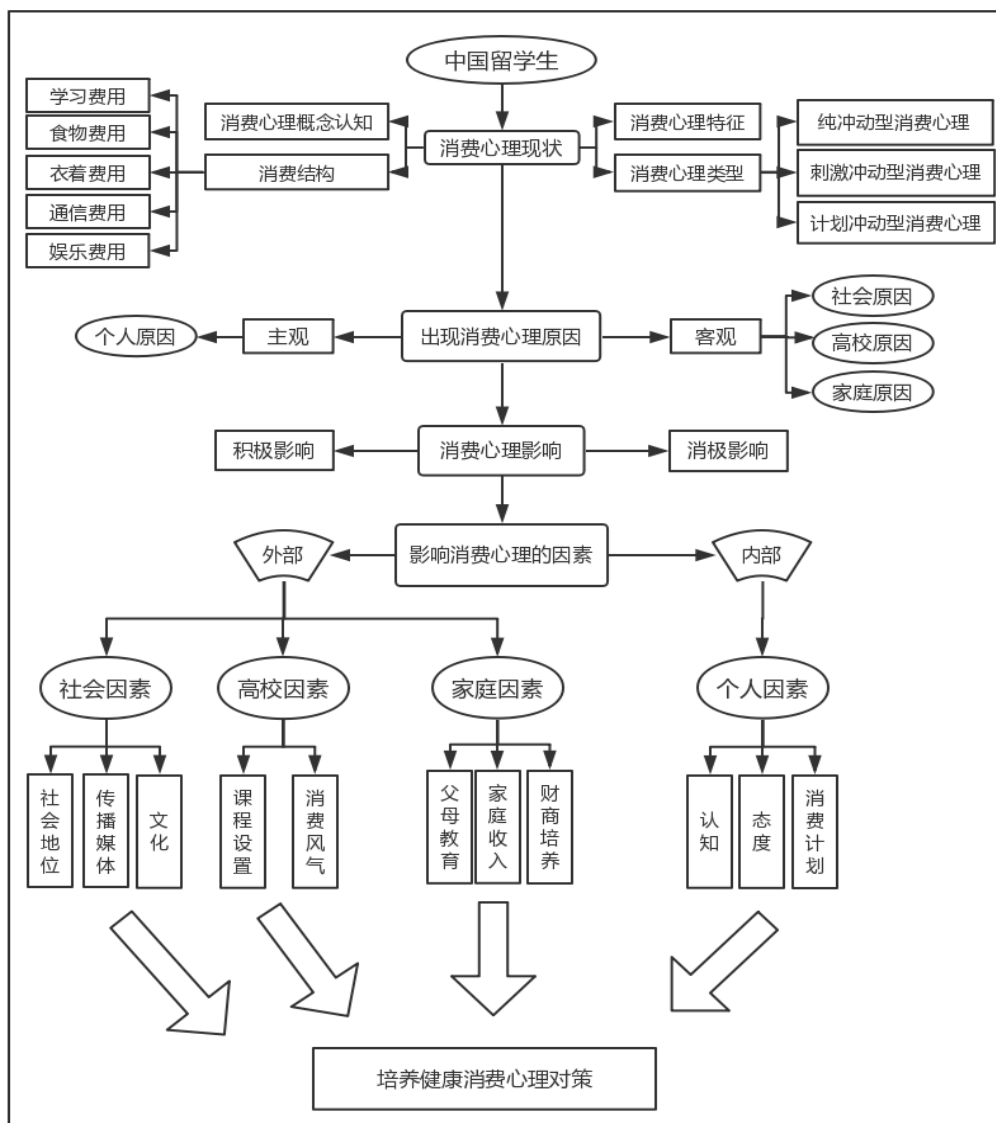 中国留学生
学习费用
食物费用
衣着费用
通信费用
娱乐费用
消费心理概念认知
消费结构
消费心理现状
消费心理特征
消费心理类型
纯冲动型消费心理
刺激冲动型消费心理
计划冲动型消费心理
个人原因
主观
出现消费心理原因
客观
社会原因
高校原因
家庭原因
积极影响
消费心理影响
消极影响
外部
影响消费心理的因素
内部
社会因素
高校因素
家庭因素
个人因素
社会地位
传播媒体
文化
课程设置
消费风气
父母教育
家庭收入
财商培养
认知
态度
消费计划
培养健康消费心理对策